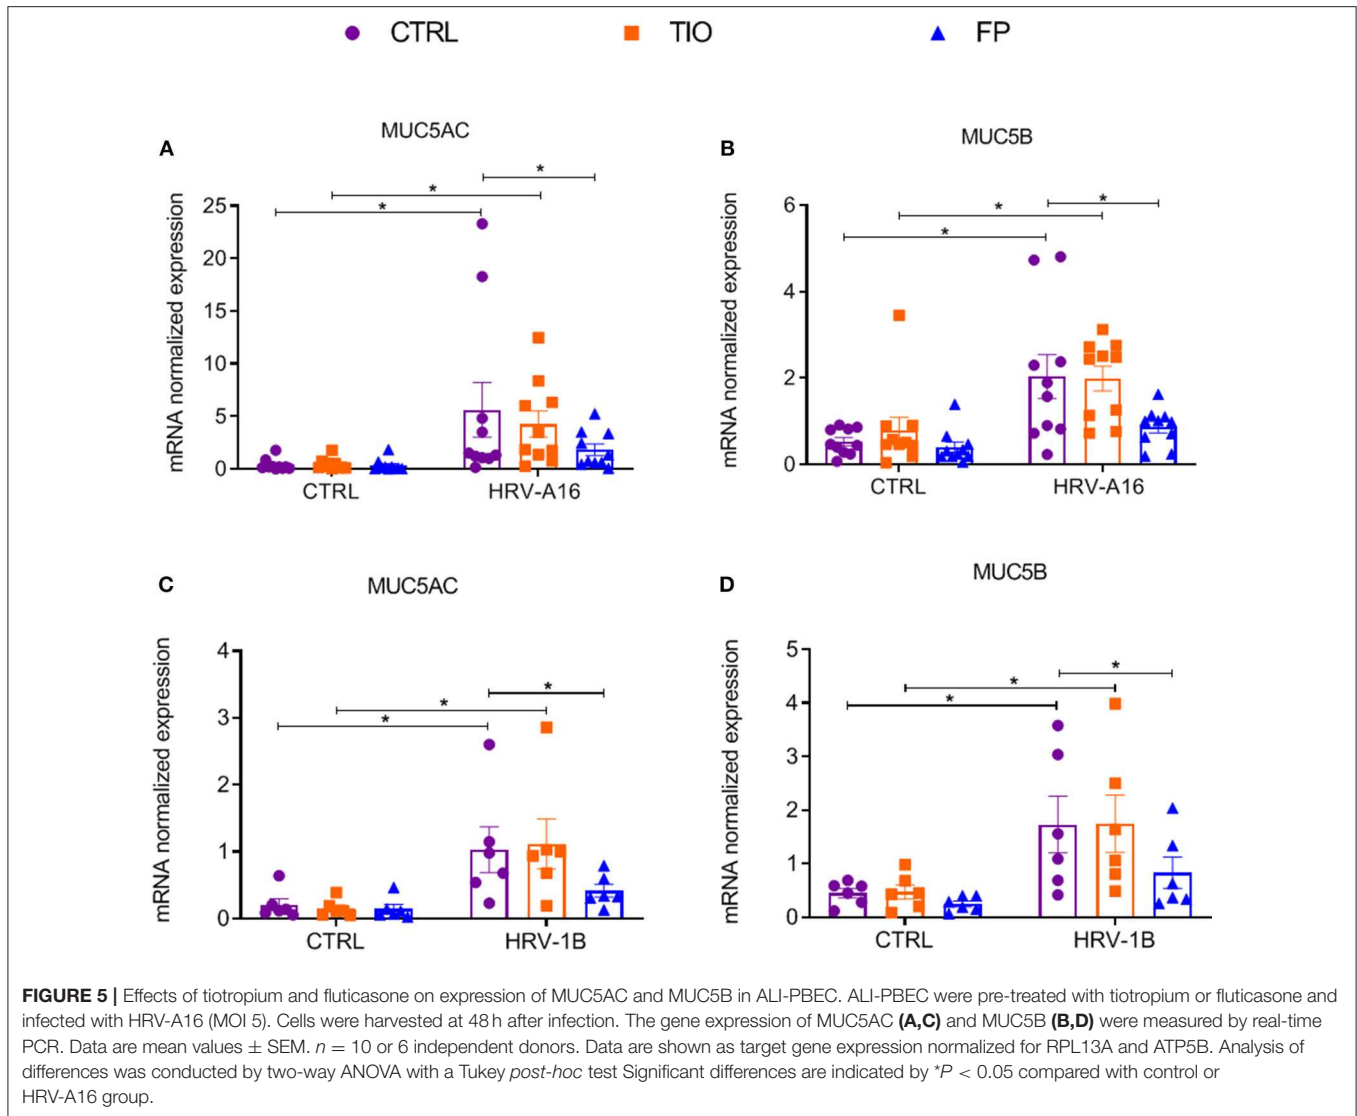 CTRL TIO FP
A MUC5AC
*
*
*
mRNA normalized expression
25
20
15
10
5
0
CTRL HRV-A16
B MUC5B
*
*
*
mRNA normalized expression
6
4
2
0
CTRL HRV-A16
C MUC5AC
*
*
*
mRNA normalized expression
4
3
2
1
0
CTRL HRV-1B
D MUC5B
*
*
*
mRNA normalized expression
5
4
3
2
1
0
CTRL HRV-1B
FIGURE 5 | Effects of tiotropium and fluticasone on expression of MUC5AC and MUC5B in ALI-PBEC. ALI-PBEC were pre-treated with tiotropium or fluticasone and
infected with HRV-A16 (MOI 5). Cells were harvested at 48 h after infection. The gene expression of MUC5AC (A,C) and MUC5B (B,D) were measured by real-time
PCR. Data are mean values ± SEM. n = 10 or 6 independent donors. Data are shown as target gene expression normalized for RPL13A and ATP5B. Analysis of
differences was conducted by two-way ANOVA with a Tukey post-hoc test Significant differences are indicated by *P < 0.05 compared with control or
HRV-A16 group.